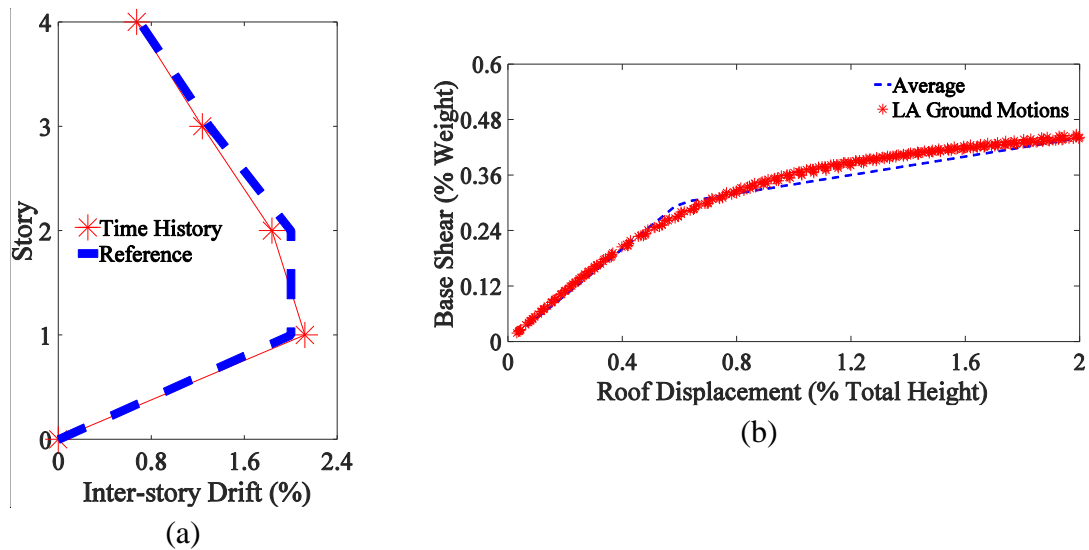 4
3
2
1
0
Story
Time History
Reference
0
0.8
1.6
2.4
Inter-story Drift (%)
(a)
0.6
0.48
0.36
0.24
0.12
0
Base Shear (% Weight)
Average
LA Ground Motions
0
0.4
0.8
1.2
1.6
2
Roof Displacement (% Total Height)
(b)